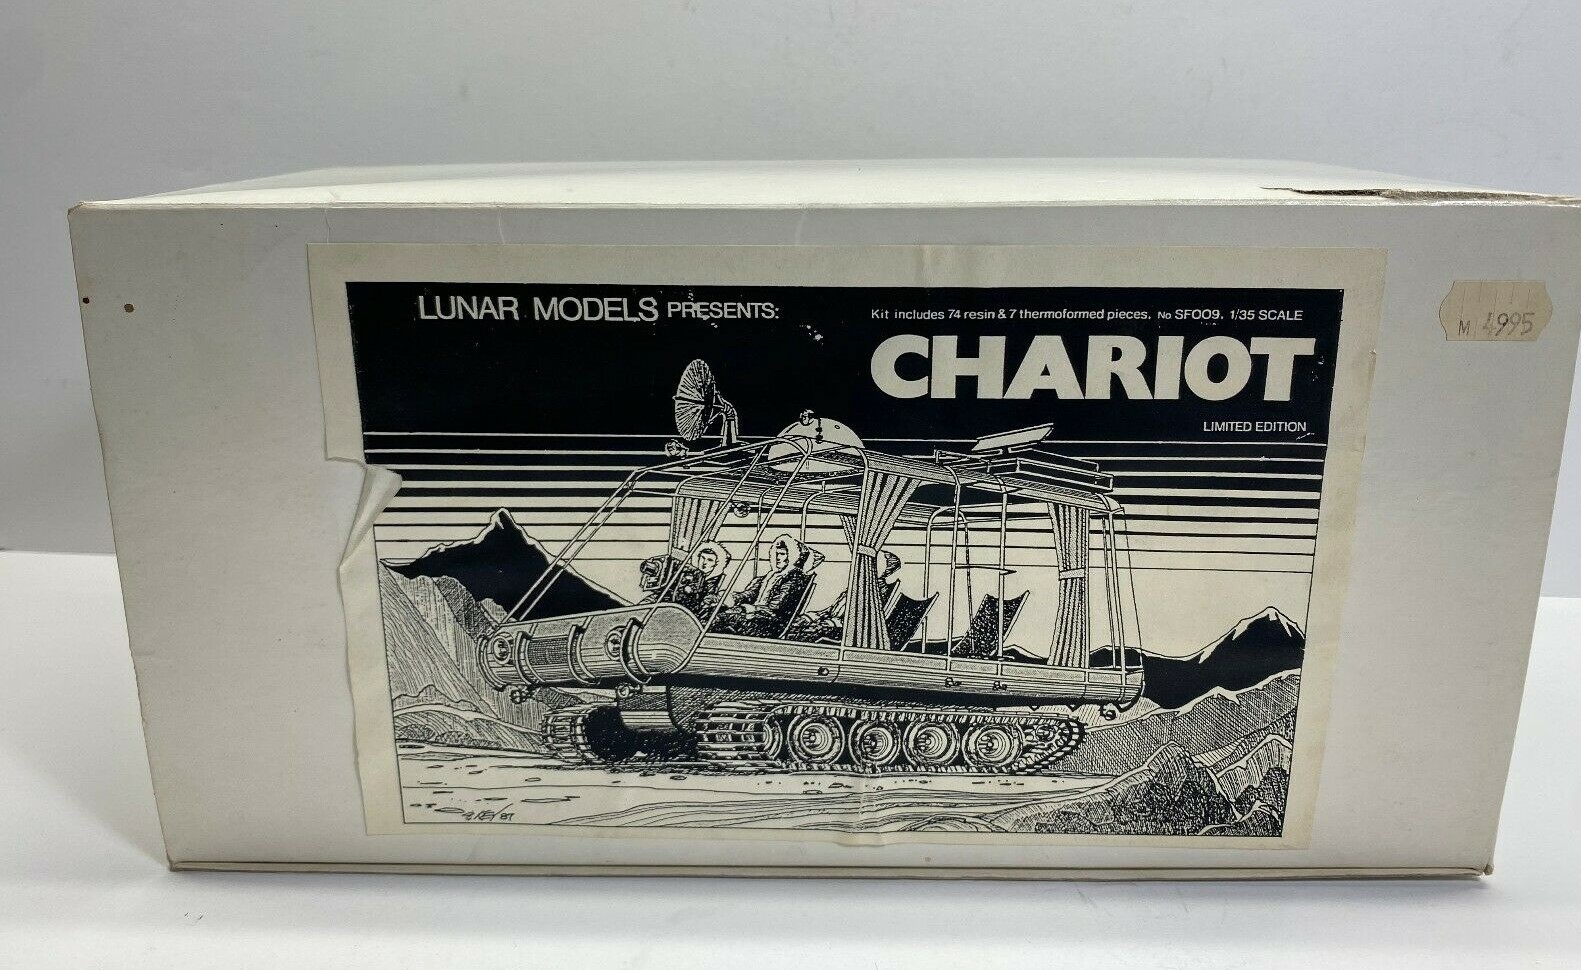 LUNAR MODELS PRESENTS:
Kit includes 74 resin & 7 thermoformed pieces. No SF009. 1/35 SCALE
CHARIOT
LIMITED EDITION
M 4995